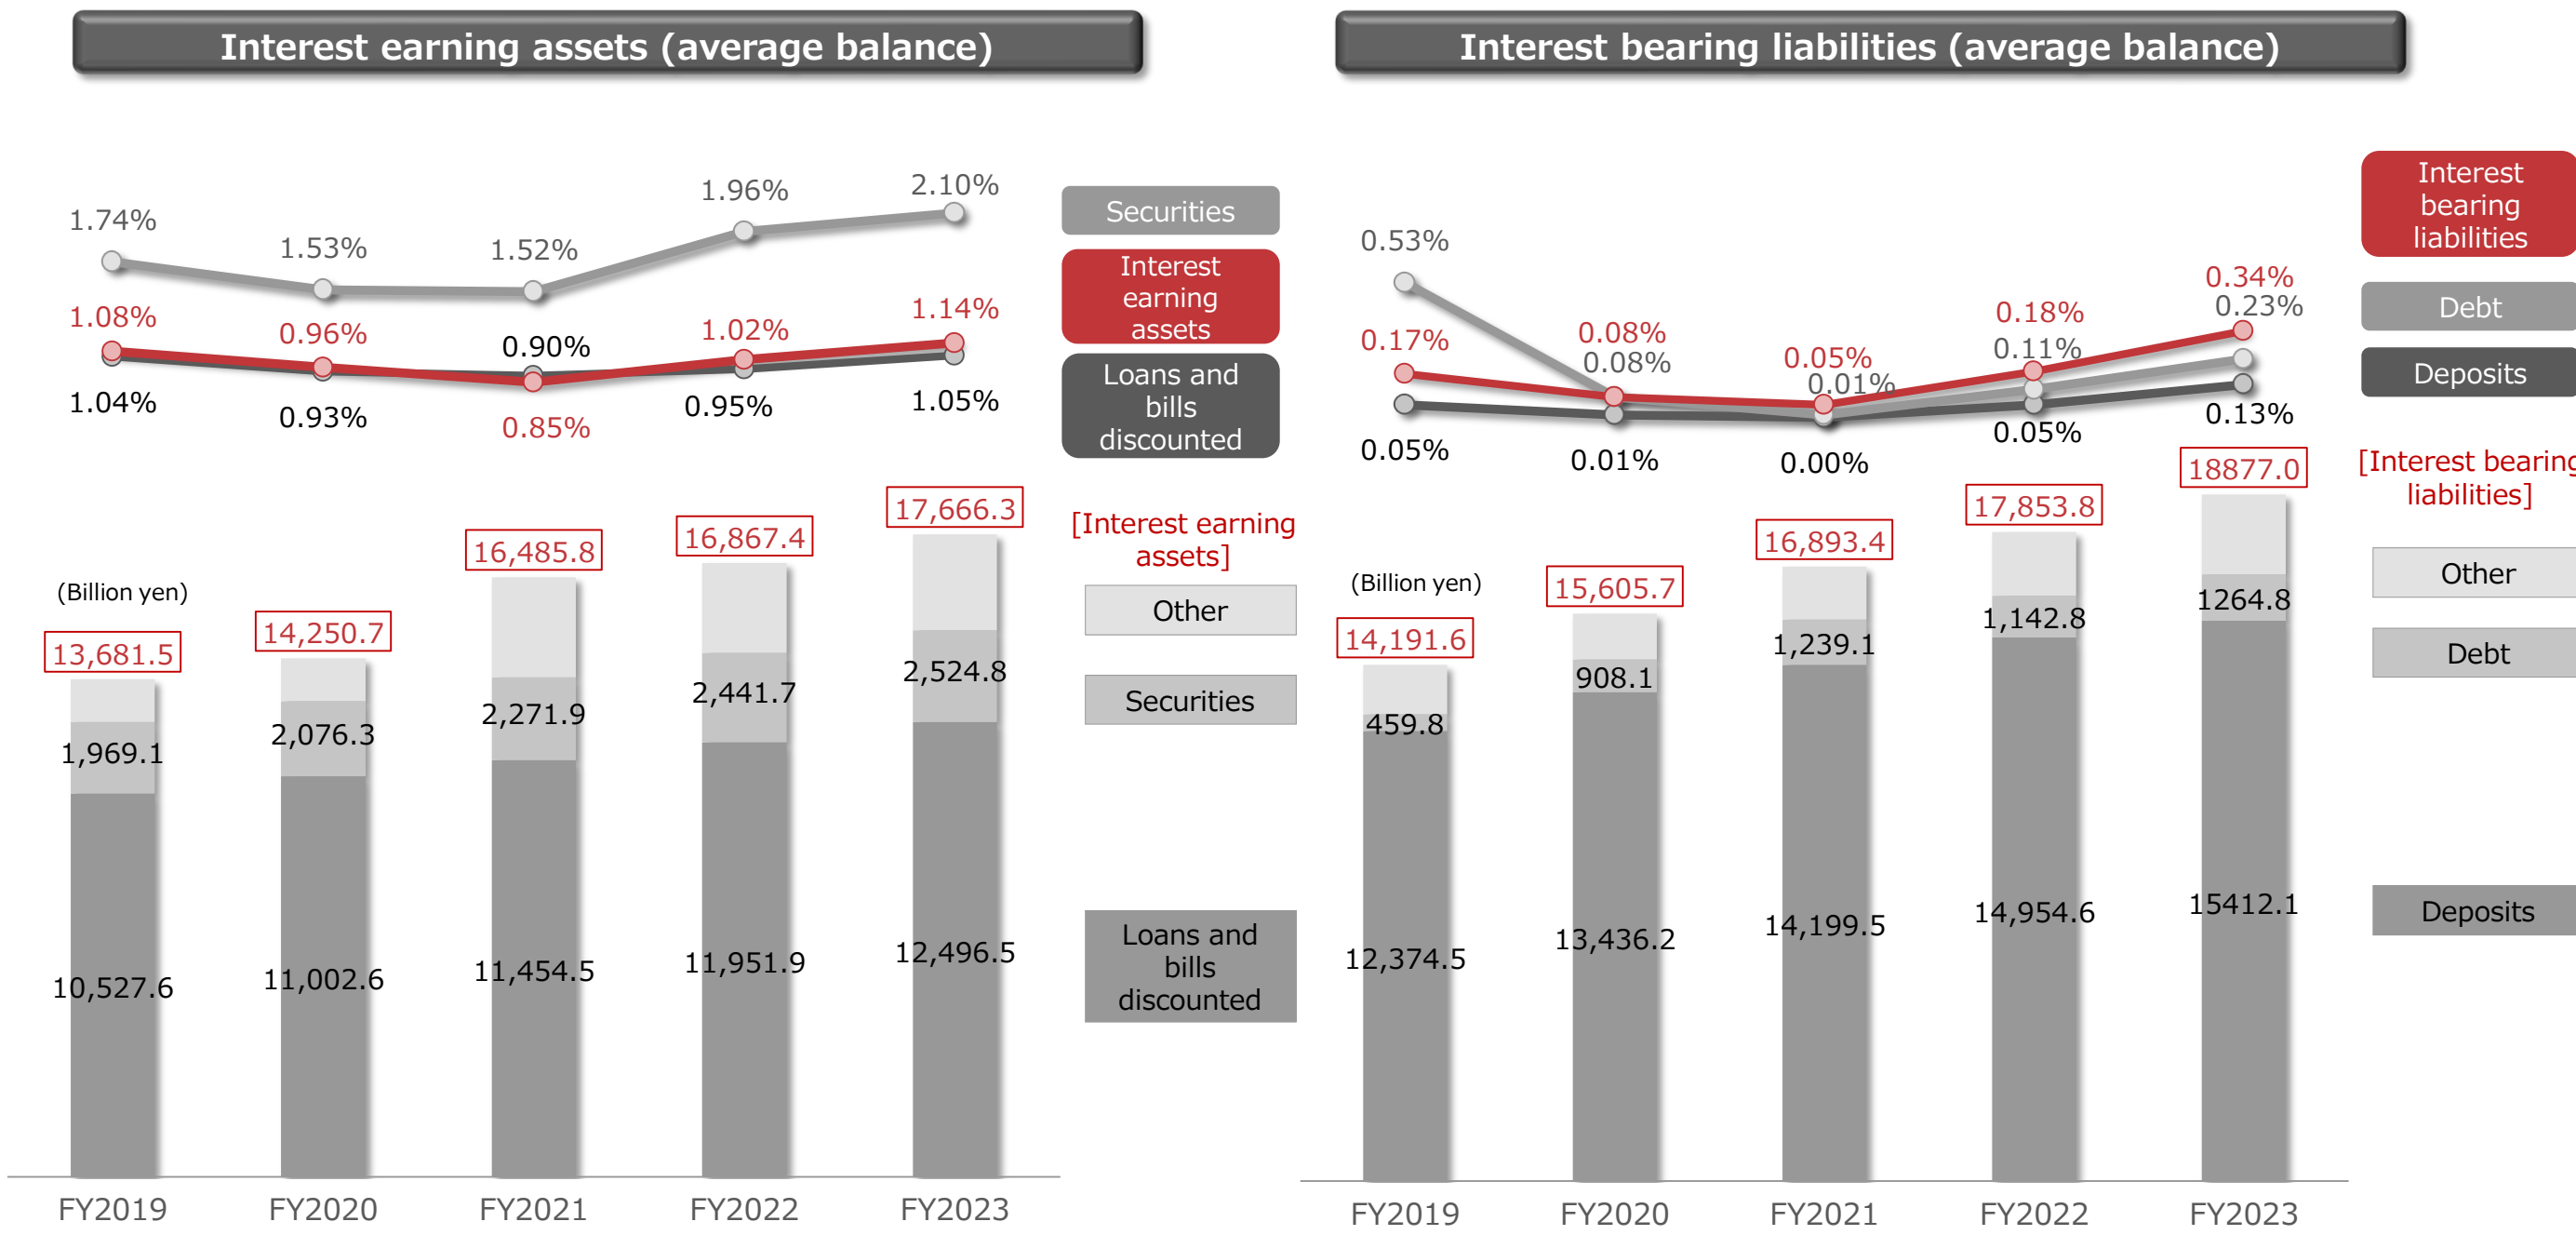 Interest earning assets (average balance)
1.74%
1.53%
1.52%
1.96%
2.10%
1.08%
0.96%
0.90%
1.02%
1.14%
1.04%
0.93%
0.85%
0.95%
1.05%
Securities
Interest
earning
assets
Loans and
bills
discounted
(Billion yen)
13,681.5
14,250.7
16,485.8
16,867.4
17,666.3
1,969.1
2,076.3
2,271.9
2,441.7
2,524.8
10,527.6
11,002.6
11,454.5
11,951.9
12,496.5
[Interest earning
assets]
Other
Securities
Loans and
bills
discounted
FY2019
FY2020
FY2021
FY2022
FY2023
Interest bearing liabilities (average balance)
0.53%
0.17%
0.08%
0.08%
0.05%
0.01%
0.18%
0.11%
0.34%
0.23%
0.05%
0.01%
0.00%
0.05%
0.13%
Interest
bearing
liabilities
Debt
Deposits
(Billion yen)
14,191.6
15,605.7
16,893.4
17,853.8
18877.0
459.8
908.1
1,239.1
1,142.8
1264.8
12,374.5
13,436.2
14,199.5
14,954.6
15412.1
[Interest bearing
liabilities]
Other
Debt
Deposits
FY2019
FY2020
FY2021
FY2022
FY2023